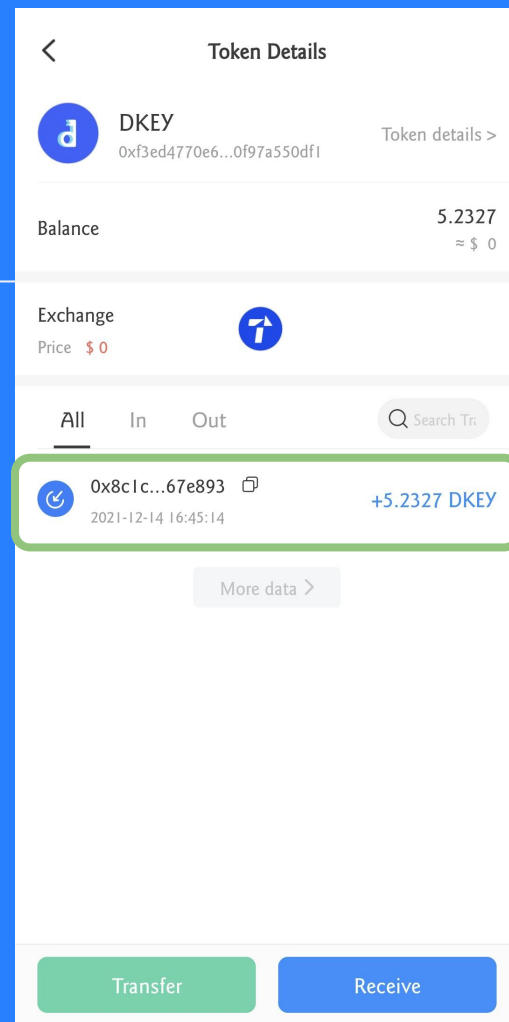 Token Details
DKEY
0xf3ed4770e6...0f97a550df1
Token details >
Balance
5.2327
≈ $ 0
Exchange
Price $ 0
All In Out
Search Tr
0x8c1c...67e893
2021-12-14 16:45:14
+5.2327 DKEY
More data >
Transfer Receive